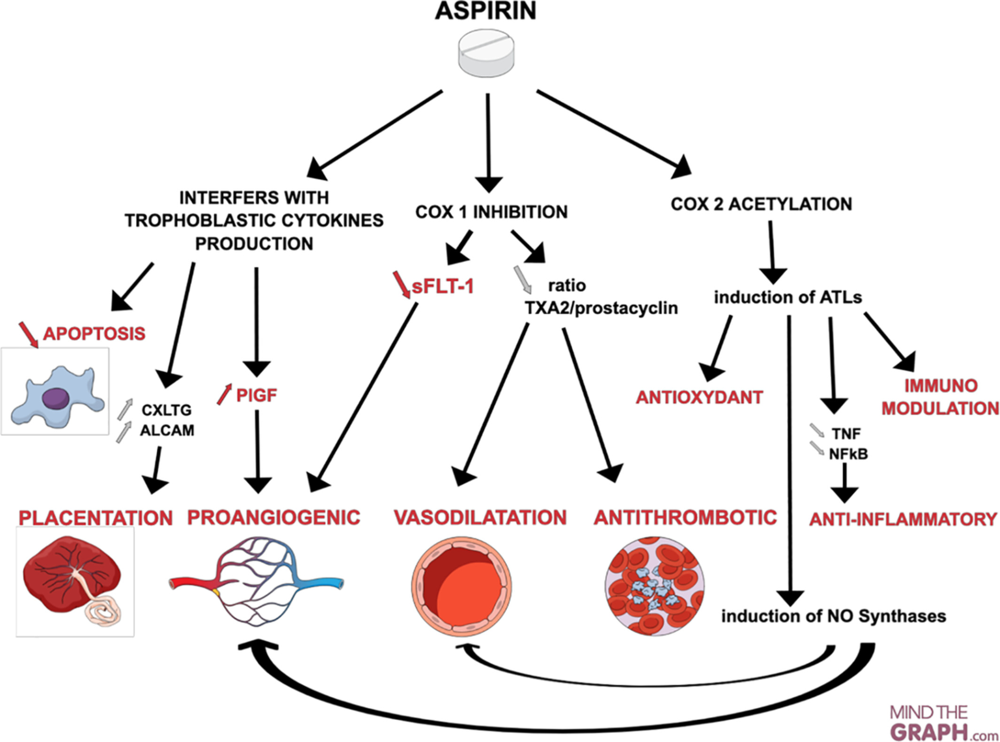 ASPIRIN
INTERFERS WITH
TROPHOBLASTIC CYTOKINES
PRODUCTION
COX 1 INHIBITION
COX 2 ACETYLATION
sFLT-1
ratio
TXA2/prostacyclin
induction of ATLs
APOPTOSIS
CXLTG
ALCAM
PlGF
ANTIOXYDANT
IMMUNO
MODULATION
TNF
NFkB
PLACENTATION
PROANGIOGENIC
VASODILATATION
ANTITHROMBOTIC
ANTI-INFLAMMATORY
induction of NO Synthases
MIND THE
GRAPH.com